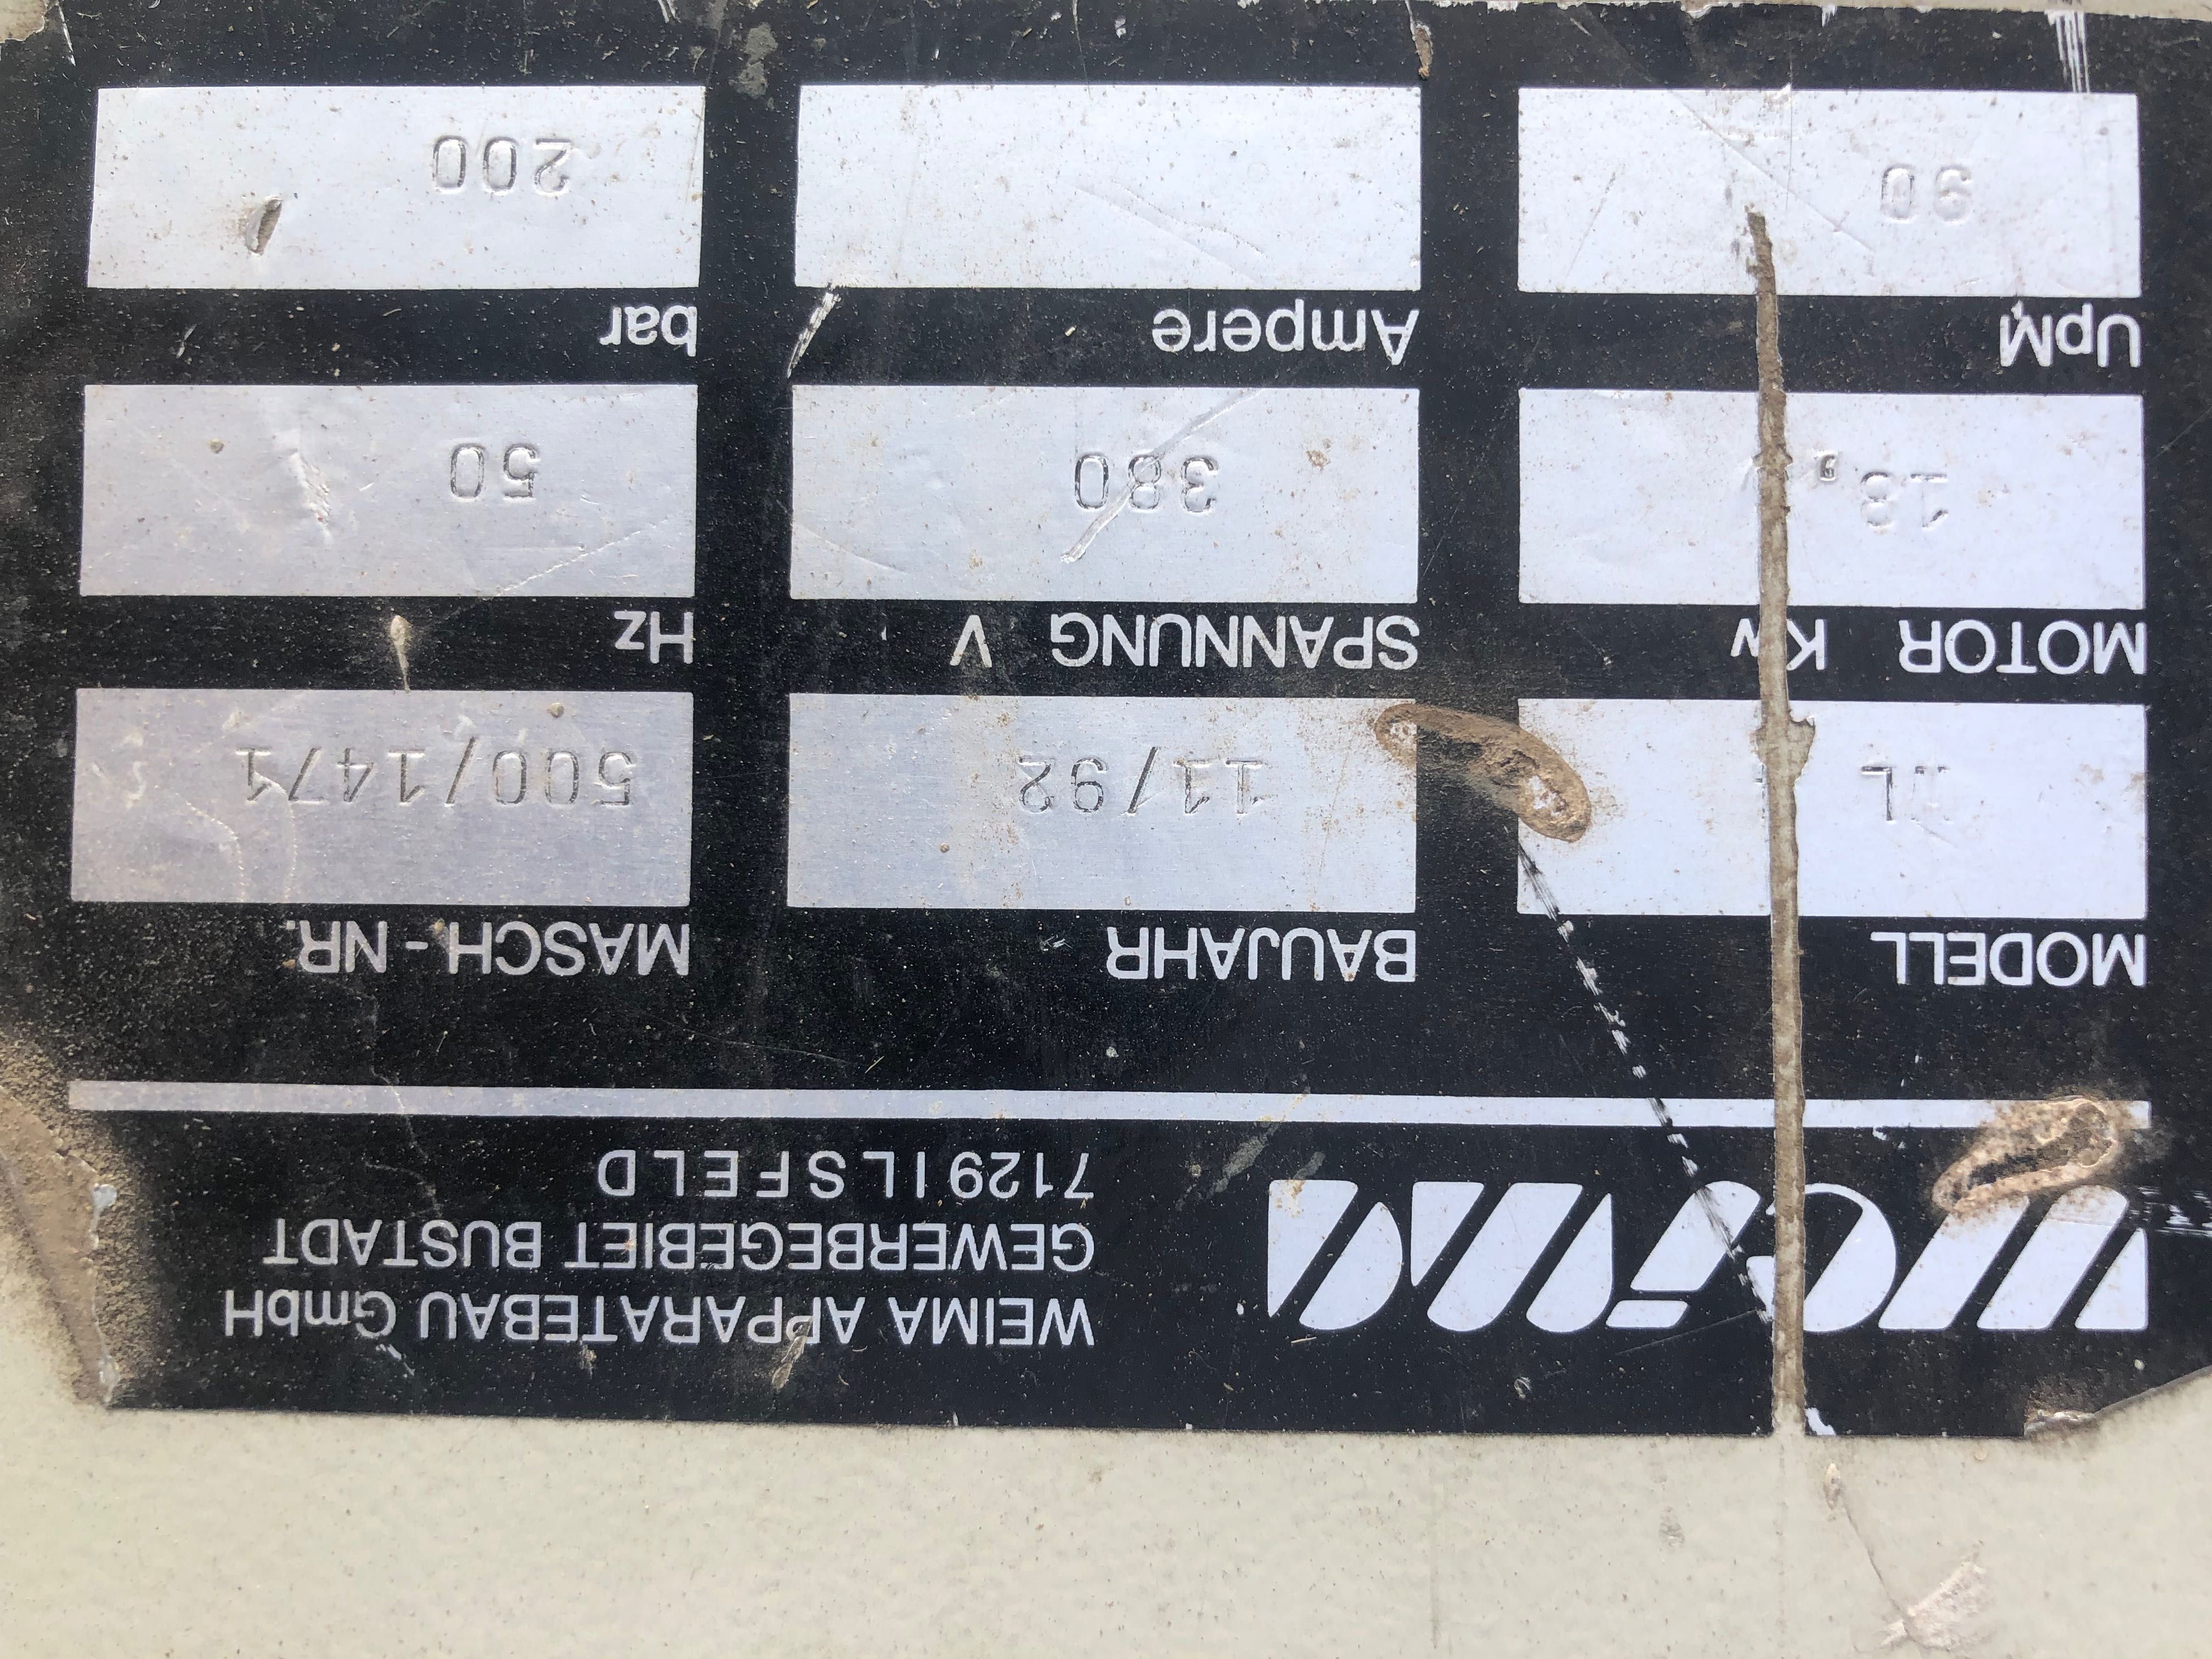 WEIMA
WEIMA APPARATEBAU GmbH
GEWERBEGEBIET BUSTADT
7129 ILSFELD
MODELL BAUJAHR MASCH.-NR.
11/92 500/1471
MOTOR Kw SPANNUNG V Hz
380 50
UpM Ampere bar
90 200